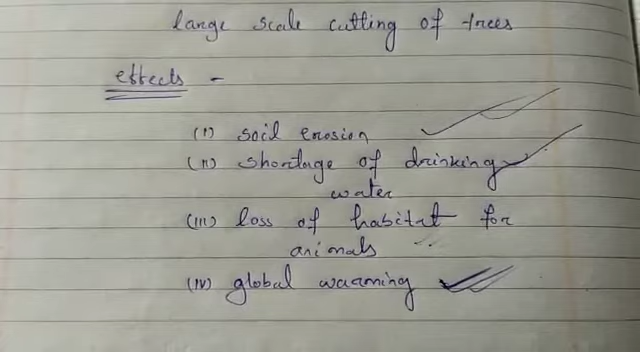 large scale cutting of trees
effects -
(i) soil erosion
(ii) shortage of drinking
water
(iii) loss of habitat for
animals
(iv) global warming